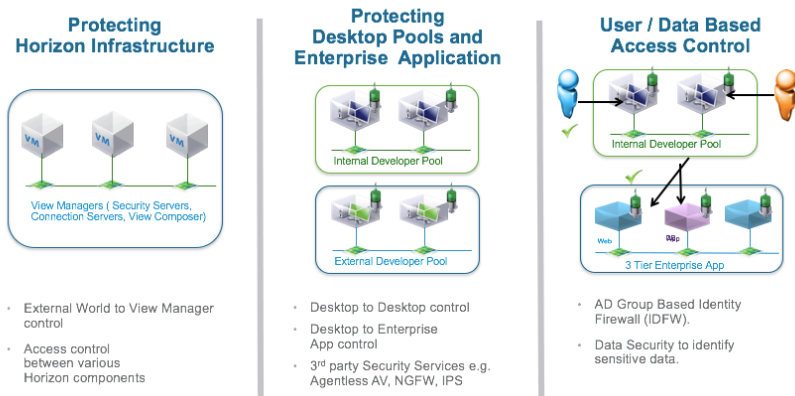 Protecting
Horizon Infrastructure
VM
VM
VM
View Managers ( Security Servers,
Connection Servers, View Composer)
· External World to View Manager
control
· Access control
between various
Horizon components
Protecting
Desktop Pools and
Enterprise Application
Internal Developer Pool
External Developer Pool
· Desktop to Desktop control
· Desktop to Enterprise
App control
· 3rd party Security Services e.g.
Agentless AV, NGFW, IPS
User / Data Based
Access Control
Internal Developer Pool
Web
App
3 Tier Enterprise App
· AD Group Based Identity
Firewall (IDFW).
· Data Security to identify
sensitive data.